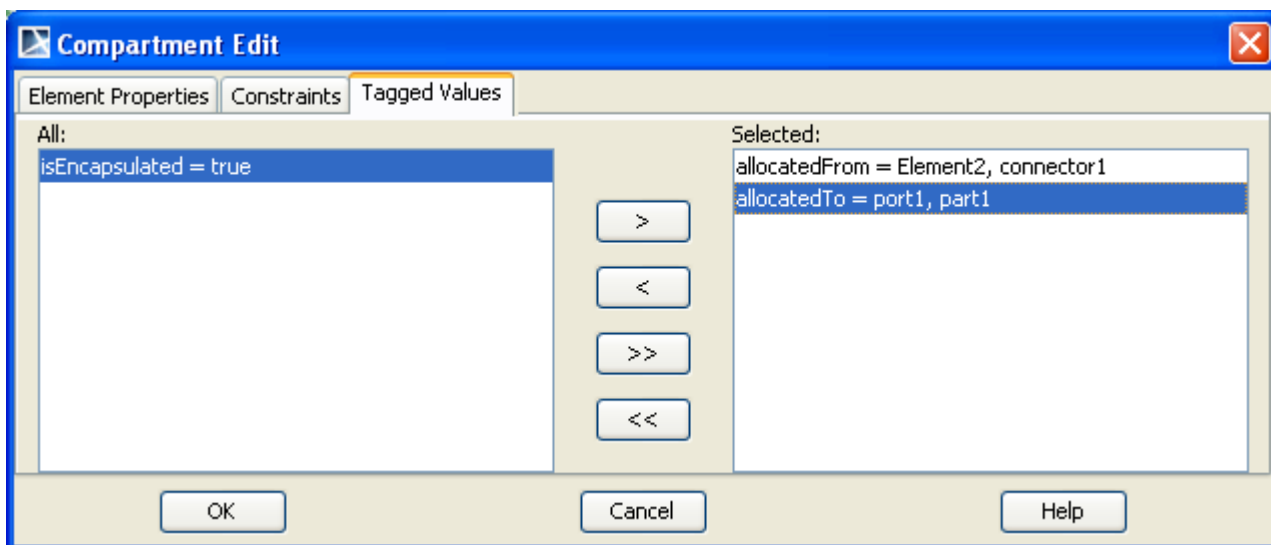 Compartment Edit
Element Properties Constraints Tagged Values
All:
isEncapsulated = true
Selected:
allocatedFrom = Element2, connector1
allocatedTo = port1, part1
>
<
>>
<<
OK Cancel Help